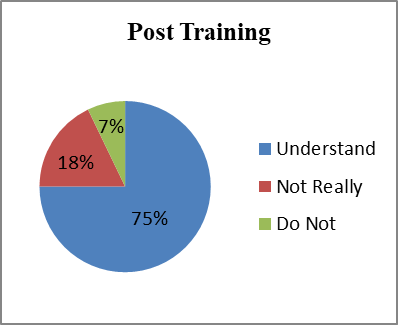 Post Training
7%
18%
75%
Understand
Not Really
Do Not